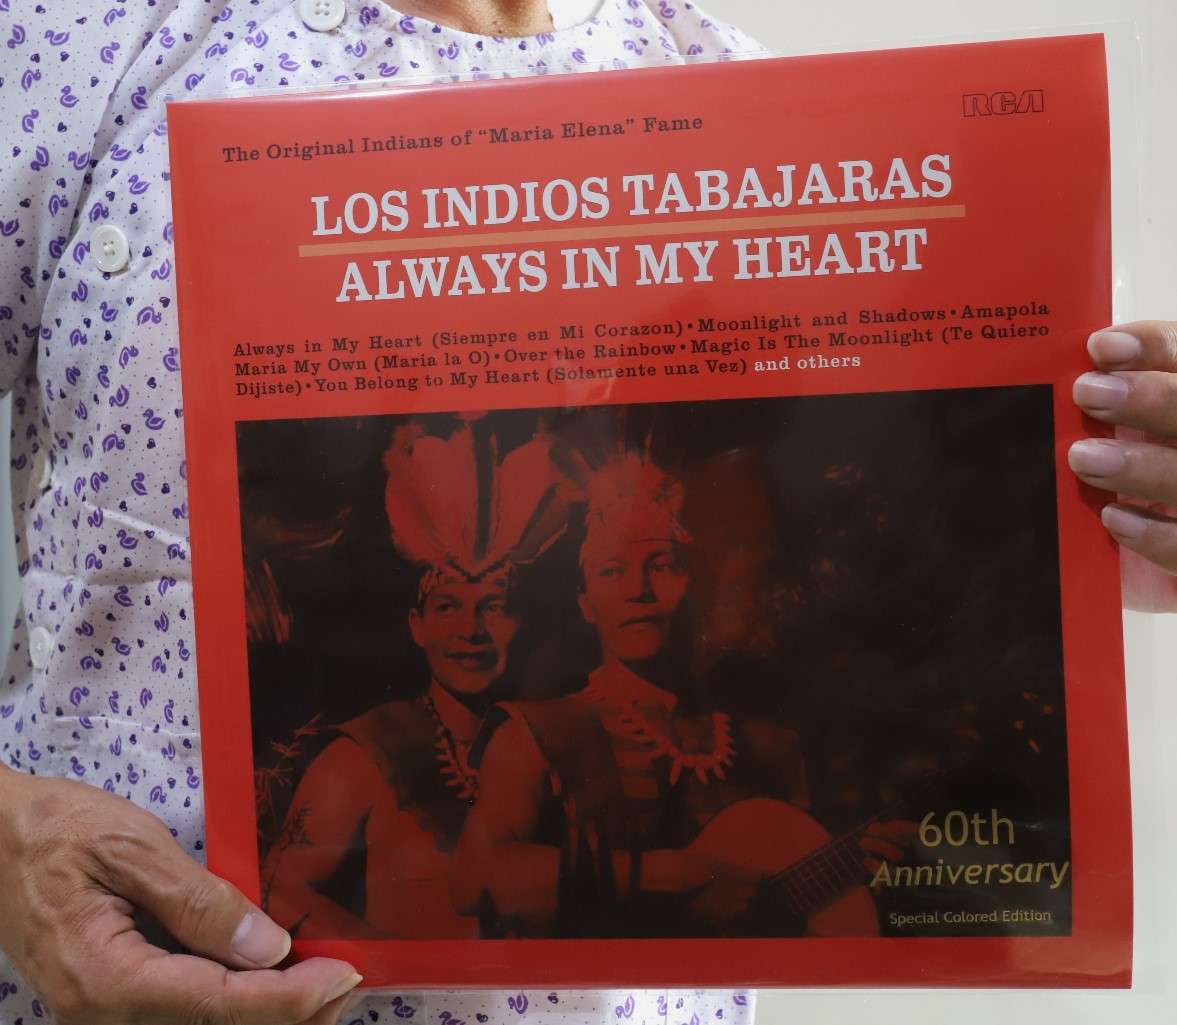 RCA
The Original Indians of “Maria Elena” Fame
LOS INDIOS TABAJARAS
ALWAYS IN MY HEART
Always in My Heart (Siempre en Mi Corazon)•Moonlight and Shadows•Amapola
Maria My Own (Maria la O)•Over the Rainbow•Magic Is The Moonlight (Te Quiero
Dijiste)•You Belong to My Heart (Solamente una Vez) and others
60th
Anniversary
Special Colored Edition